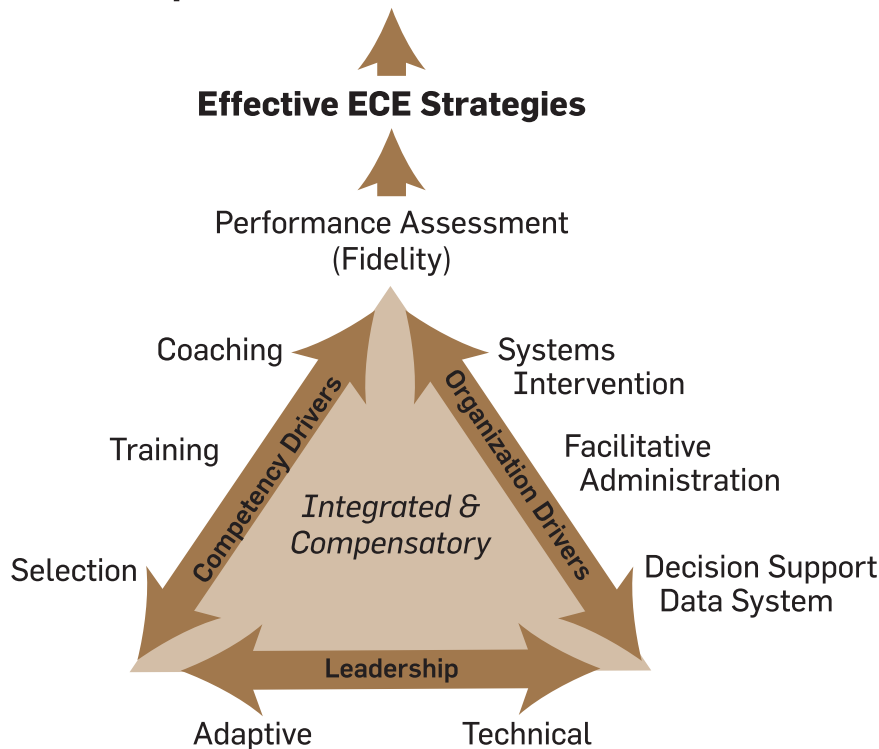 Effective ECE Strategies
Performance Assessment
(Fidelity)
Coaching
Systems
Intervention
Competency Drivers
Organization Drivers
Training
Facilitative
Administration
Integrated &
Compensatory
Selection
Decision Support
Data System
Leadership
Adaptive
Technical